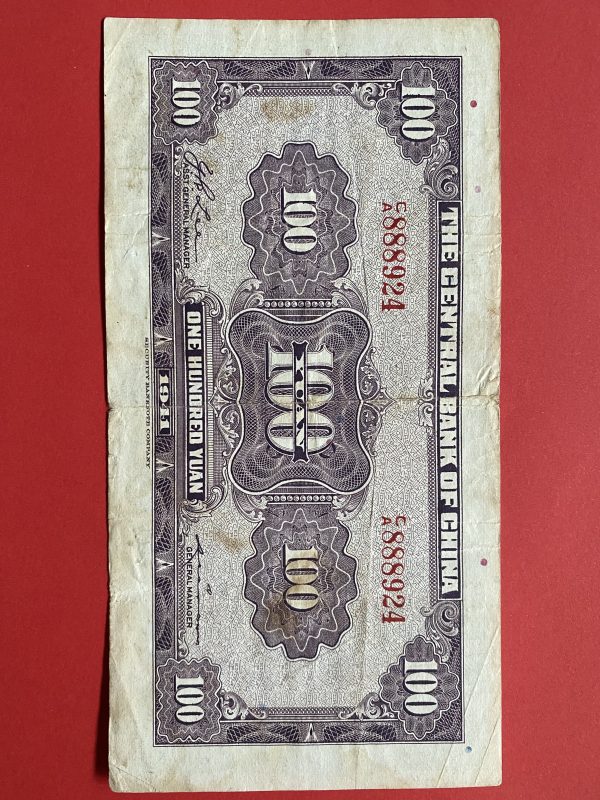 100 100
THE CENTRAL BANK OF CHINA
C/A 888924 C/A 888924
100 100 YUAN 100
ASST GENERAL MANAGER GENERAL MANAGER
100 ONE HUNDRED YUAN 100
1941
SECURITY BANKNOTE COMPANY